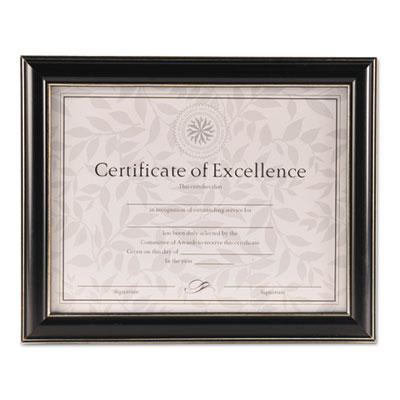 Certificate of Excellence
This certifies that
in recognition of outstanding service for
has been duly selected by the
Committee of Awards to receive this certificate
Given on this day of
In the year
Signature
Signature